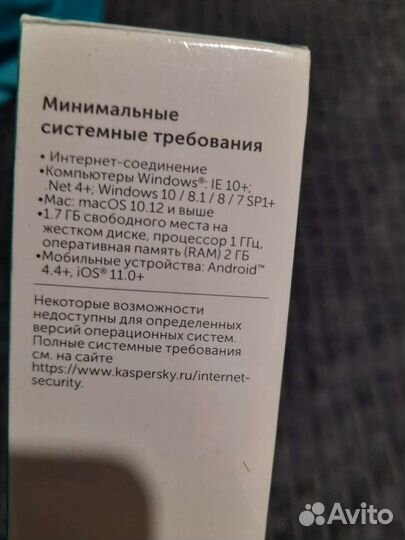 Минимальные
системные требования
• Интернет-соединение
• Компьютеры Windows®: IE 10+;
.Net 4+; Windows 10 / 8.1 / 8 / 7 SP1+
• Mac: macOS 10.12 и выше
• 1.7 ГБ свободного места на
жестком диске, процессор 1 ГГц,
оперативная память (RAM) 2 ГБ
• Мобильные устройства: Android™
4.4+, iOS® 11.0+
Некоторые возможности
недоступны для определенных
версий операционных систем.
Полные системные требования
см. на сайте
https://www.kaspersky.ru/internet-
security.
Avito